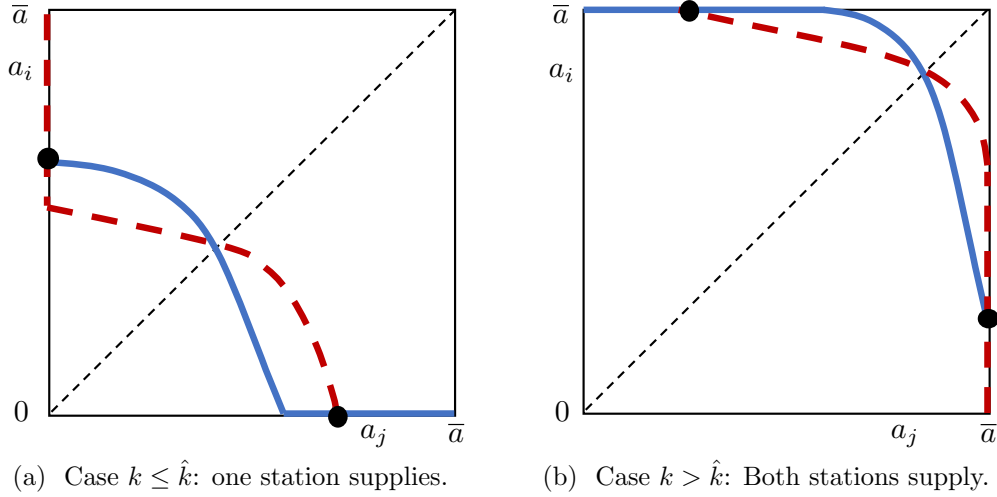 a̅
a_i
0
a_j
a̅
(a) Case k ≤ k̂: one station supplies.
a̅
a_i
0
a_j
a̅
(b) Case k > k̂: Both stations supply.